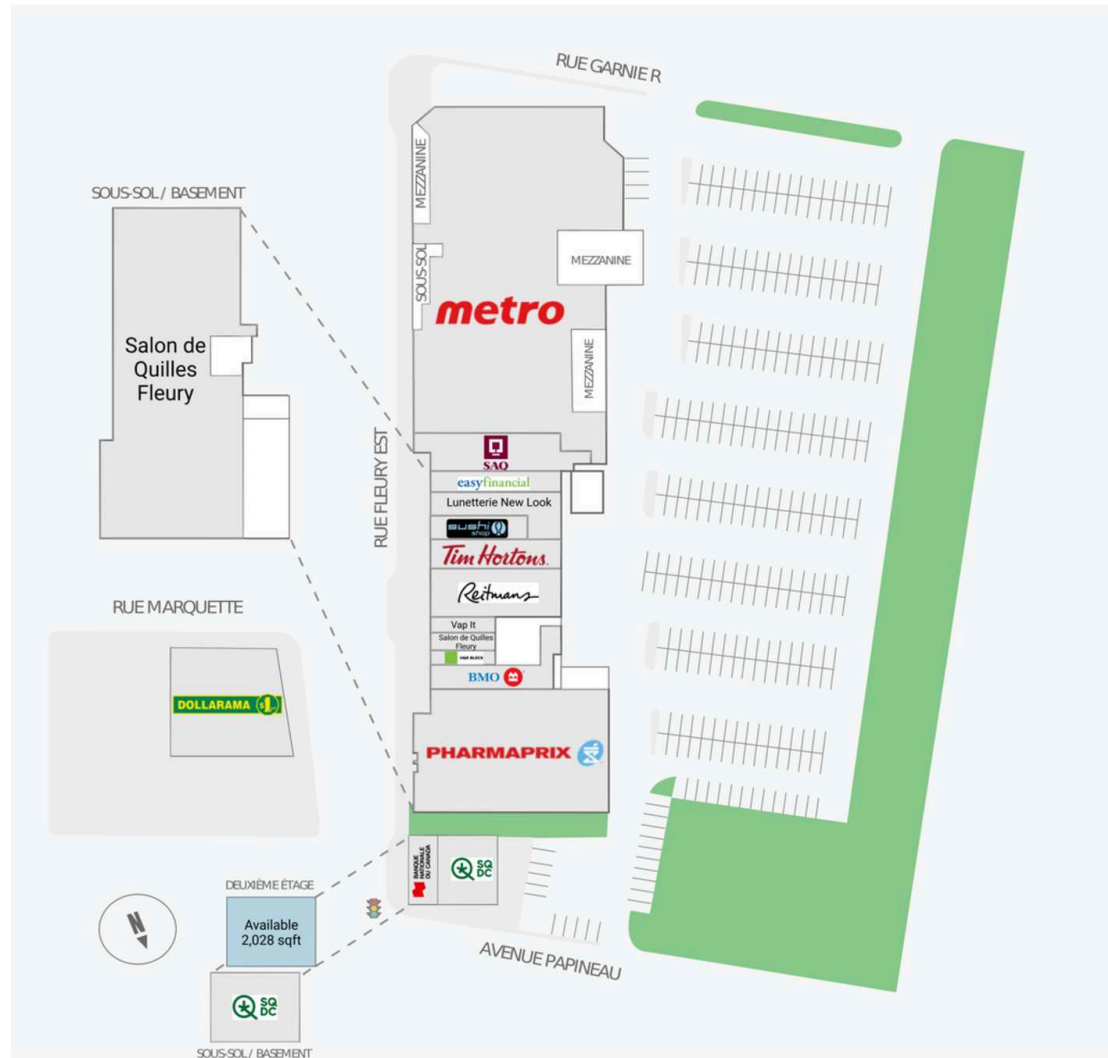 RUE GARNIER
MEZZANINE
SOUS-SOL / BASEMENT
SOUS-SOL
MEZZANINE
metro
Salon de
Quilles
Fleury
MEZZANINE
RUE FLEURY EST
SAQ
easyfinancial
Lunetterie New Look
sushi
shop
Tim Hortons.
Reitmans
RUE MARQUETTE
Vap It
Salon de Quilles
Fleury
H&R BLOCK
BMO
DOLLARAMA $1
PHARMAPRIX
BANQUE
NATIONALE
DU CANADA
SQ
DC
DEUXIÈME ÉTAGE
Available
2,028 sqft
N
AVENUE PAPINEAU
SQ
DC
SOUS-SOL / BASEMENT